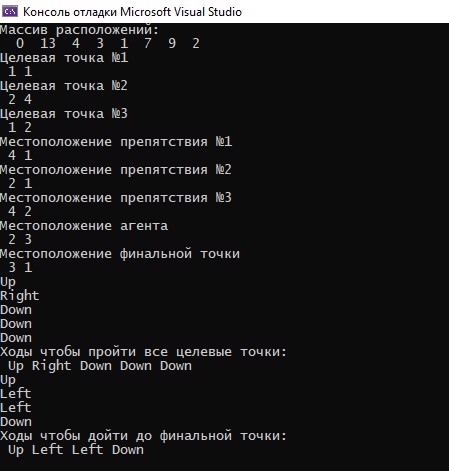 Консоль отладки Microsoft Visual Studio
Массив расположений:
0 13 4 3 1 7 9 2
Целевая точка №1
1 1
Целевая точка №2
2 4
Целевая точка №3
1 2
Местоположение препятствия №1
4 1
Местоположение препятствия №2
2 1
Местоположение препятствия №3
4 2
Местоположение агента
2 3
Местоположение финальной точки
3 1
Up
Right
Down
Down
Down
Ходы чтобы пройти все целевые точки:
Up Right Down Down Down
Up
Left
Left
Down
Ходы чтобы дойти до финальной точки:
Up Left Left Down